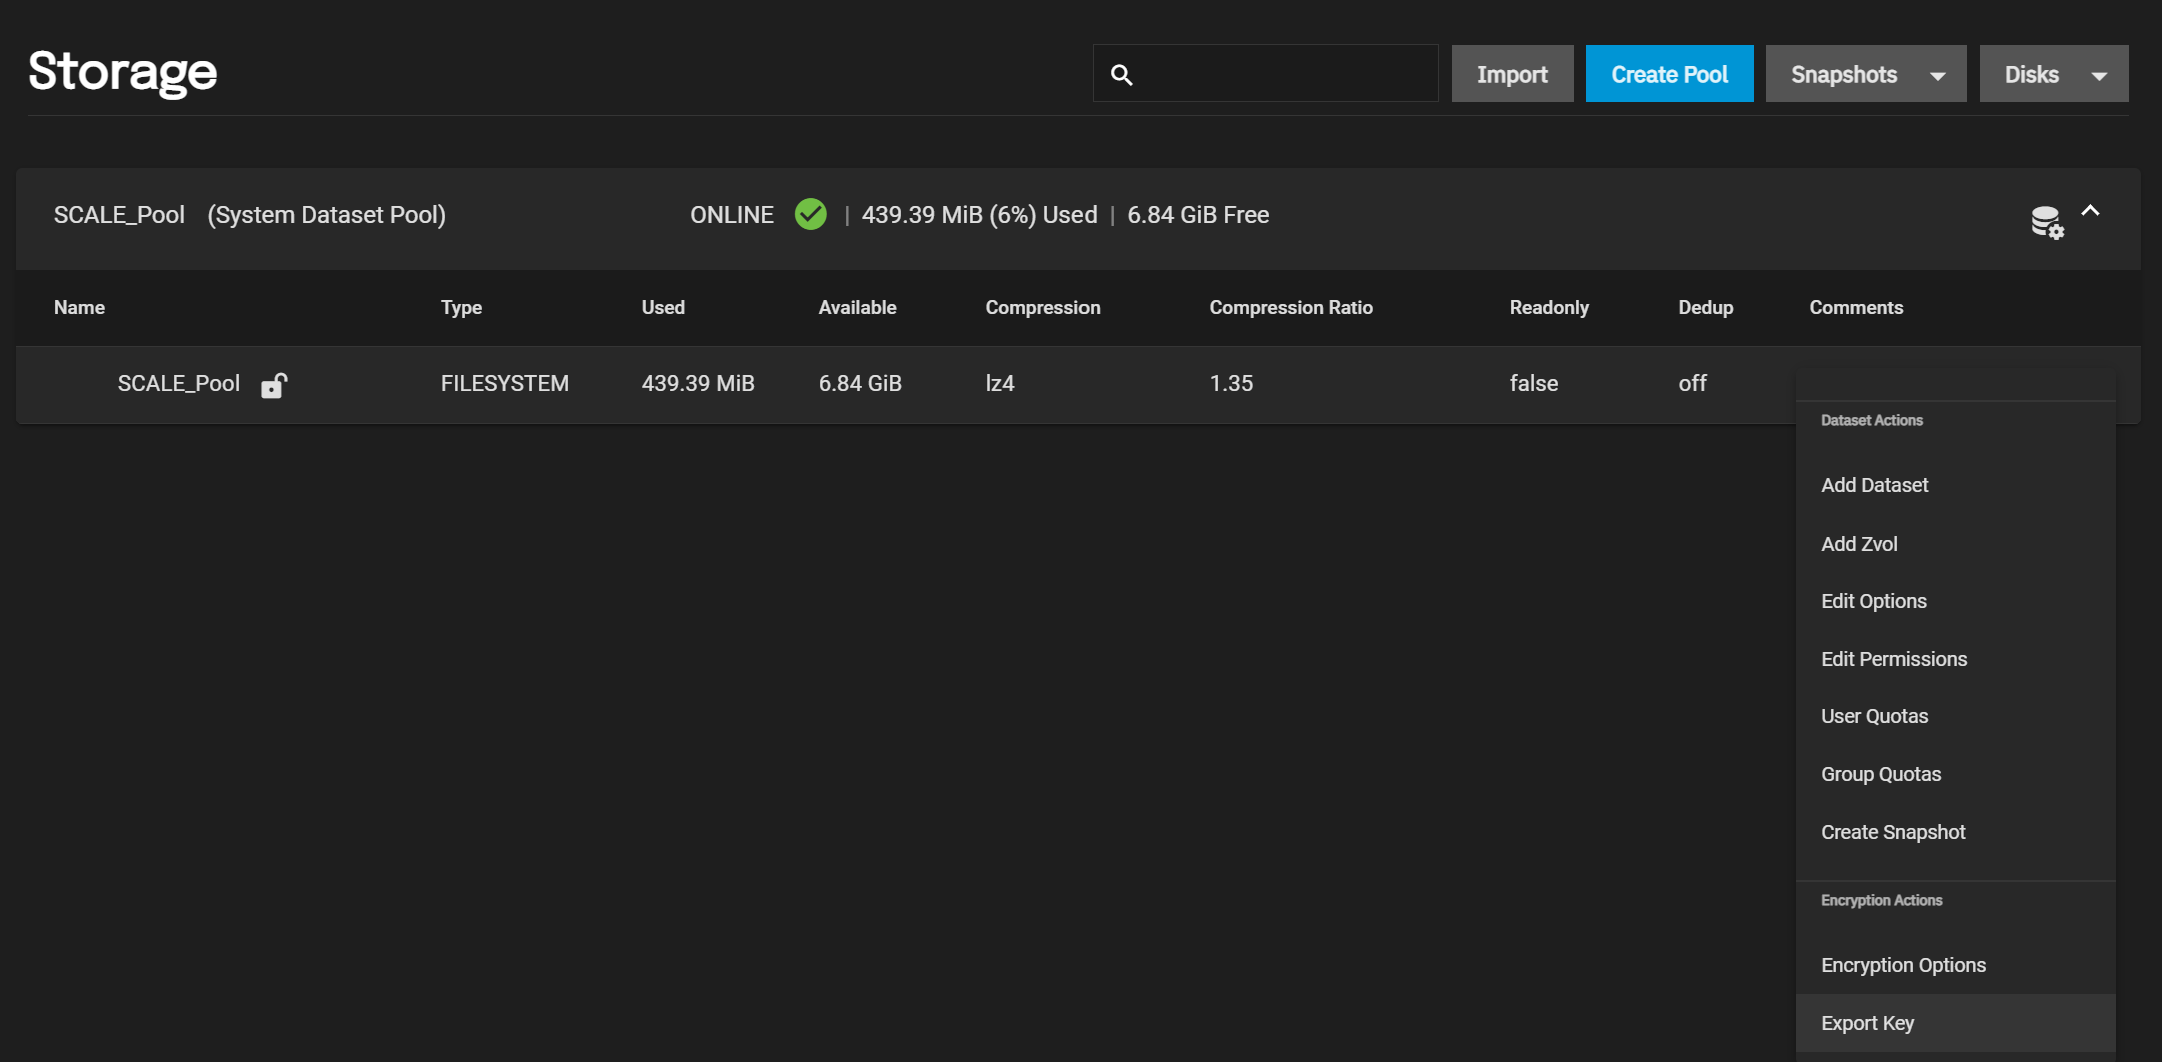 Storage
Import
Create Pool
Snapshots
Disks
SCALE_Pool (System Dataset Pool) ONLINE | 439.39 MiB (6%) Used | 6.84 GiB Free
Name Type Used Available Compression Compression Ratio Readonly Dedup Comments
SCALE_Pool FILESYSTEM 439.39 MiB 6.84 GiB lz4 1.35 false off
Dataset Actions
Add Dataset
Add Zvol
Edit Options
Edit Permissions
User Quotas
Group Quotas
Create Snapshot
Encryption Actions
Encryption Options
Export Key